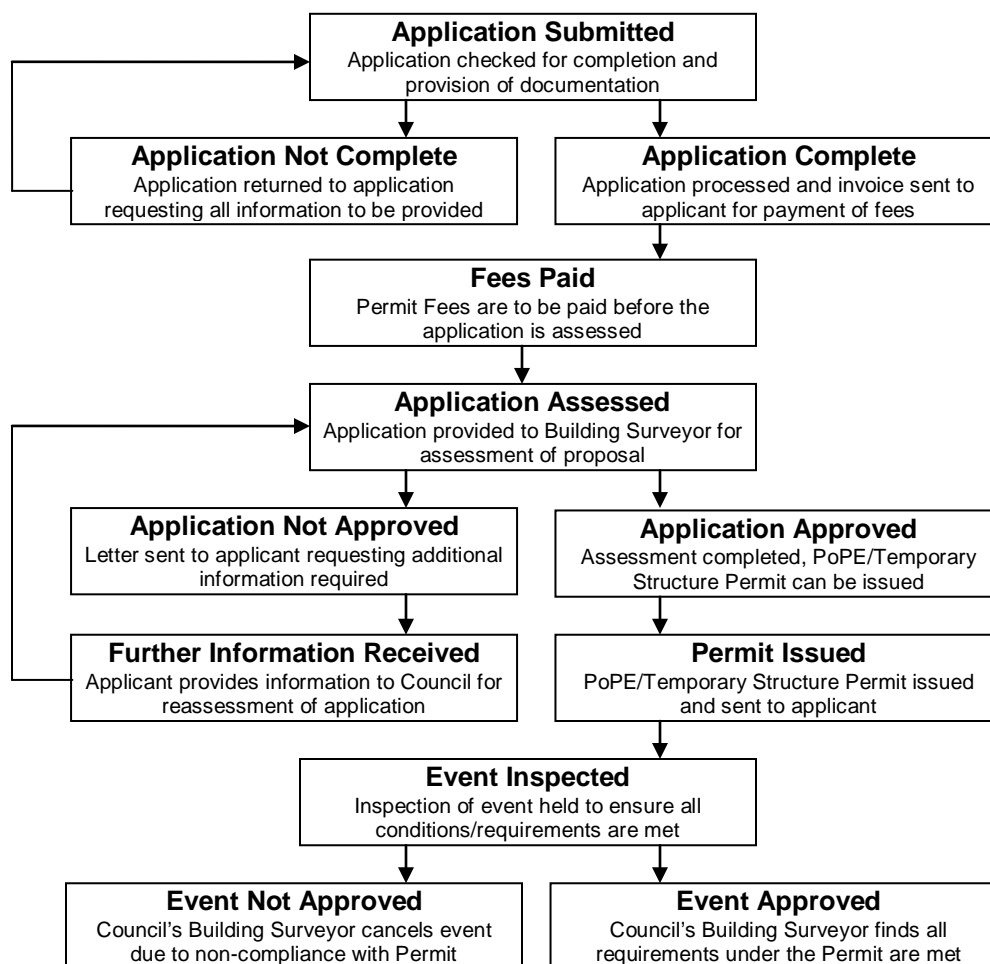 Application Submitted
Application checked for completion and
provision of documentation
Application Not Complete
Application returned to application
requesting all information to be provided
Application Complete
Application processed and invoice sent to
applicant for payment of fees
Fees Paid
Permit Fees are to be paid before the
application is assessed
Application Assessed
Application provided to Building Surveyor for
assessment of proposal
Application Not Approved
Letter sent to applicant requesting additional
information required
Application Approved
Assessment completed, PoPE/Temporary
Structure Permit can be issued
Further Information Received
Applicant provides information to Council for
reassessment of application
Permit Issued
PoPE/Temporary Structure Permit issued
and sent to applicant
Event Inspected
Inspection of event held to ensure all
conditions/requirements are met
Event Not Approved
Council’s Building Surveyor cancels event
due to non-compliance with Permit
Event Approved
Council’s Building Surveyor finds all
requirements under the Permit are met